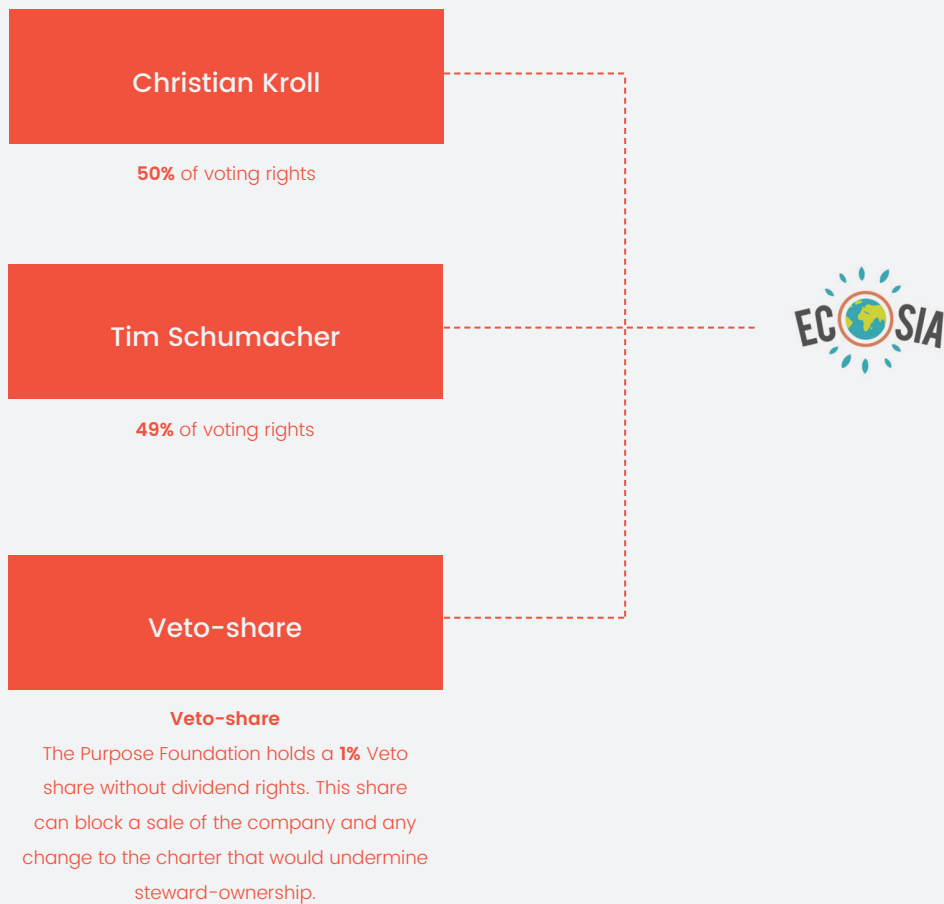 Christian Kroll
50% of voting rights
Tim Schumacher
49% of voting rights
ECOSIA
Veto-share
Veto-share
The Purpose Foundation holds a 1% Veto
share without dividend rights. This share
can block a sale of the company and any
change to the charter that would undermine
steward-ownership.